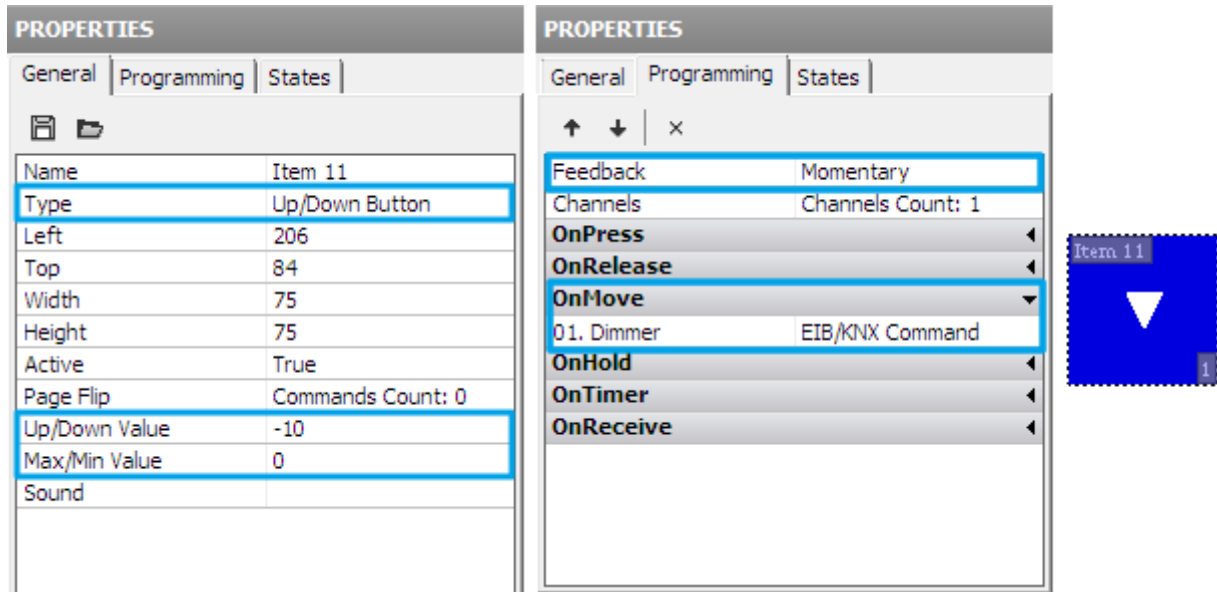 PROPERTIES
General Programming States
Name Item 11
Type Up/Down Button
Left 206
Top 84
Width 75
Height 75
Active True
Page Flip Commands Count: 0
Up/Down Value -10
Max/Min Value 0
Sound
PROPERTIES
General Programming States
Feedback Momentary
Channels Channels Count: 1
OnPress
OnRelease
OnMove
01. Dimmer EIB/KNX Command
OnHold
OnTimer
OnReceive
Item 11
1